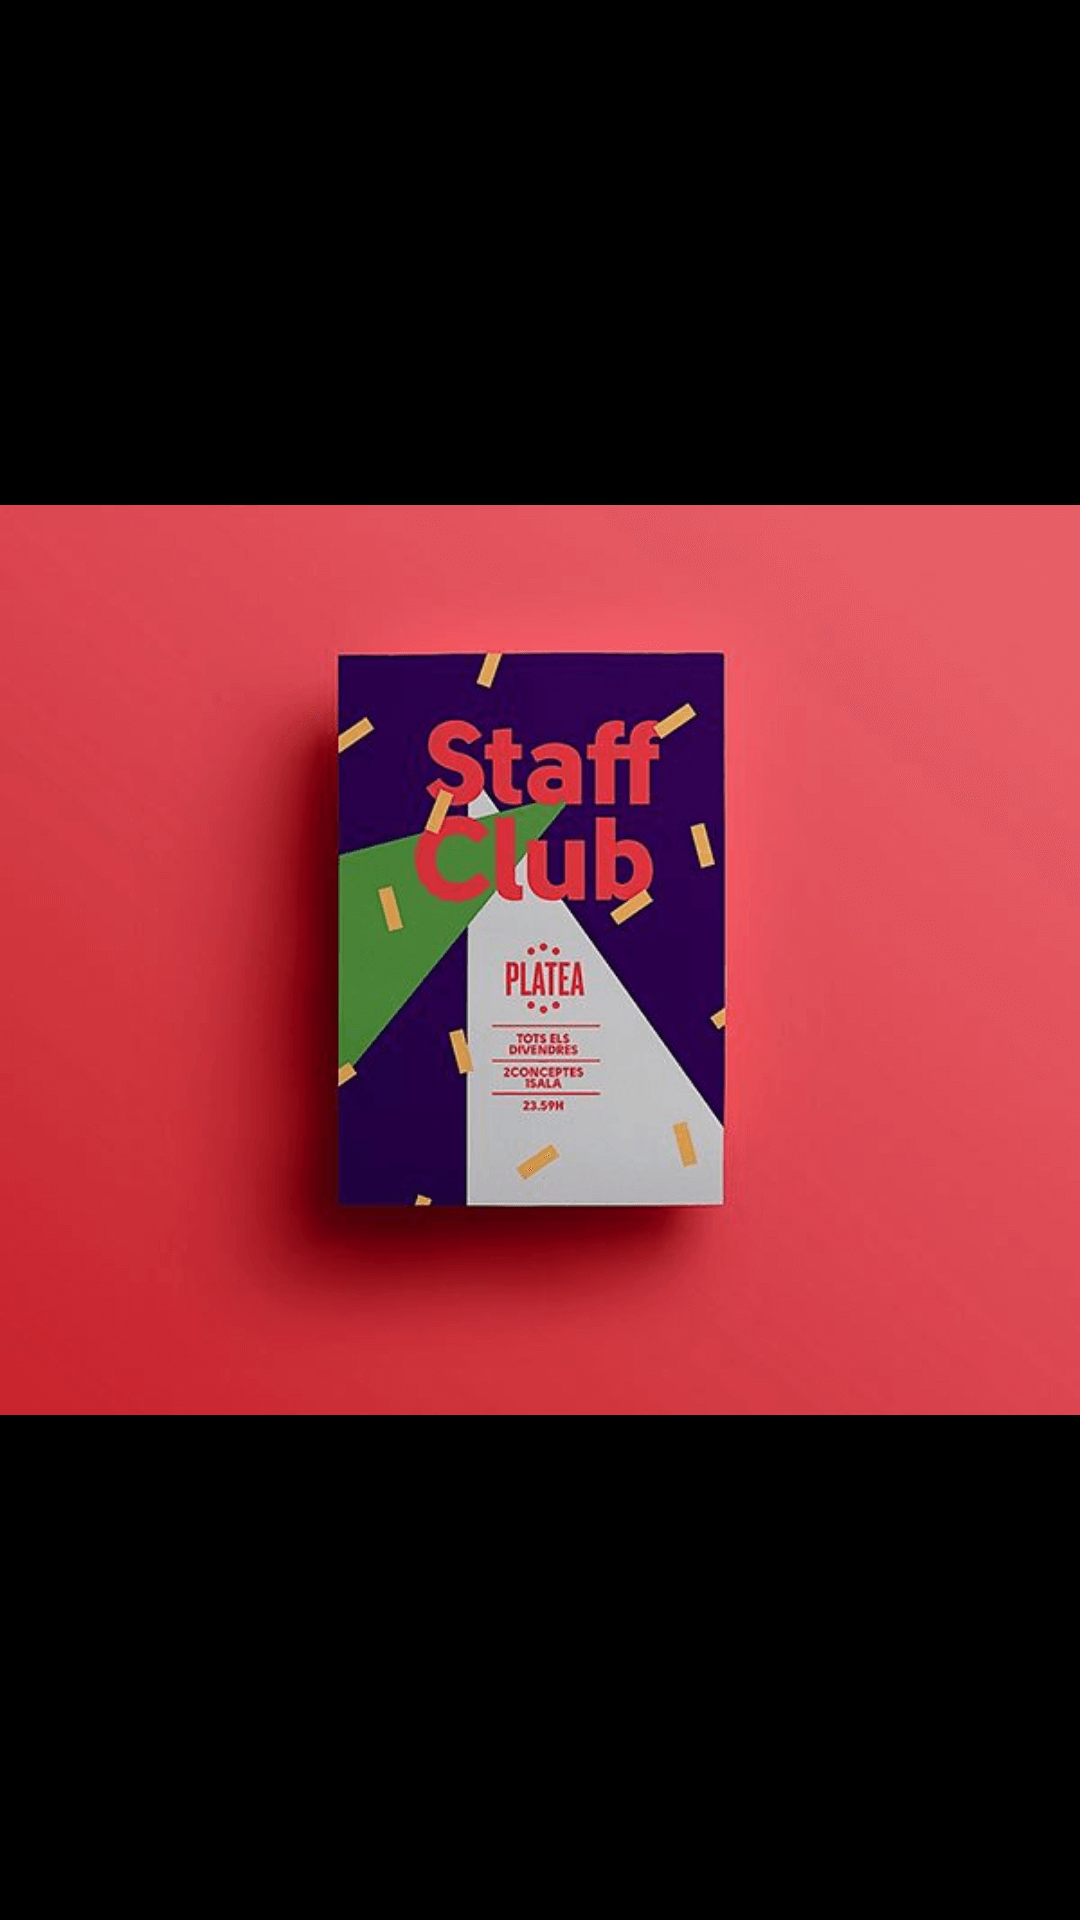 Staff
Club
PLATEA
TOTS ELS
DIVENDRES
2CONCEPTES
1SALA
23.59H